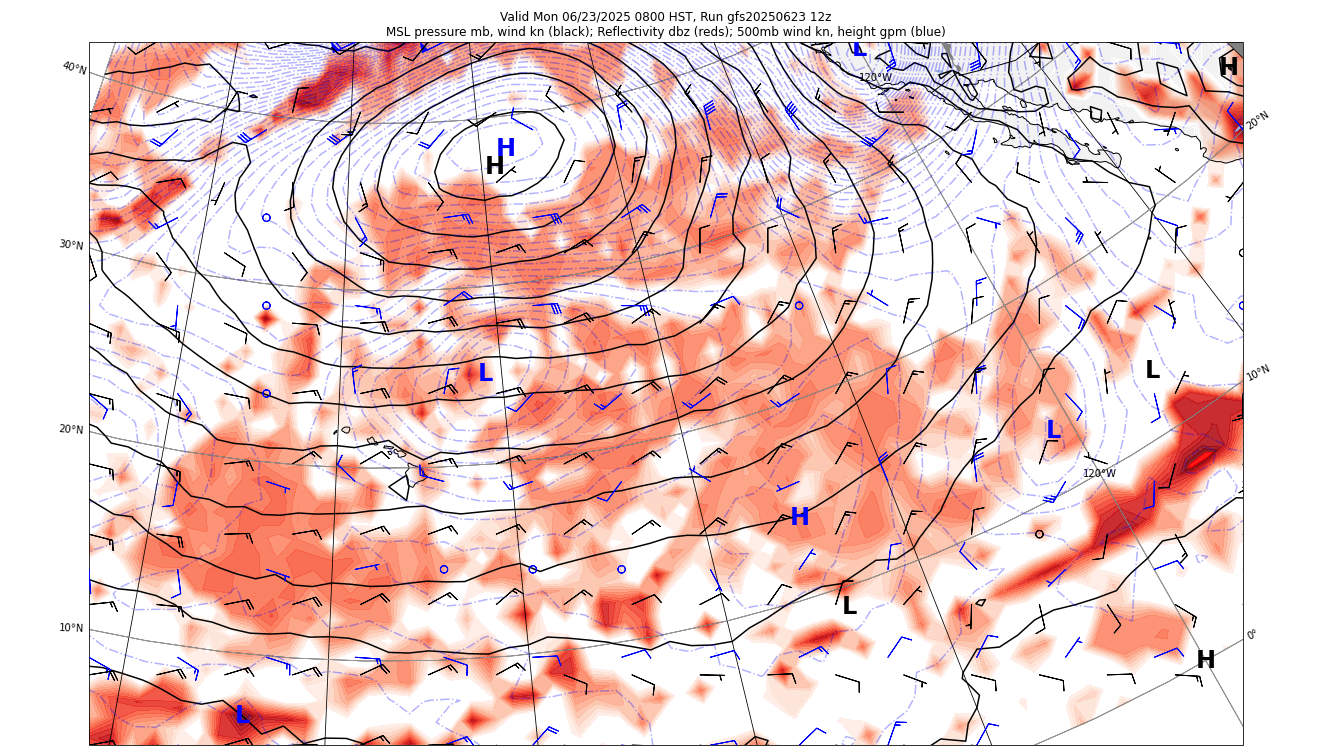 Valid Mon 06/23/2025 0800 HST, Run gfs20250623 12z
MSL pressure mb, wind kn (black); Reflectivity dbz (reds); 500mb wind kn, height gpm (blue)
L
H
40°N
120°W
20°N
H
H
30°N
L
L
10°N
20°N
L
120°W
H
L
10°N
0°
H
L